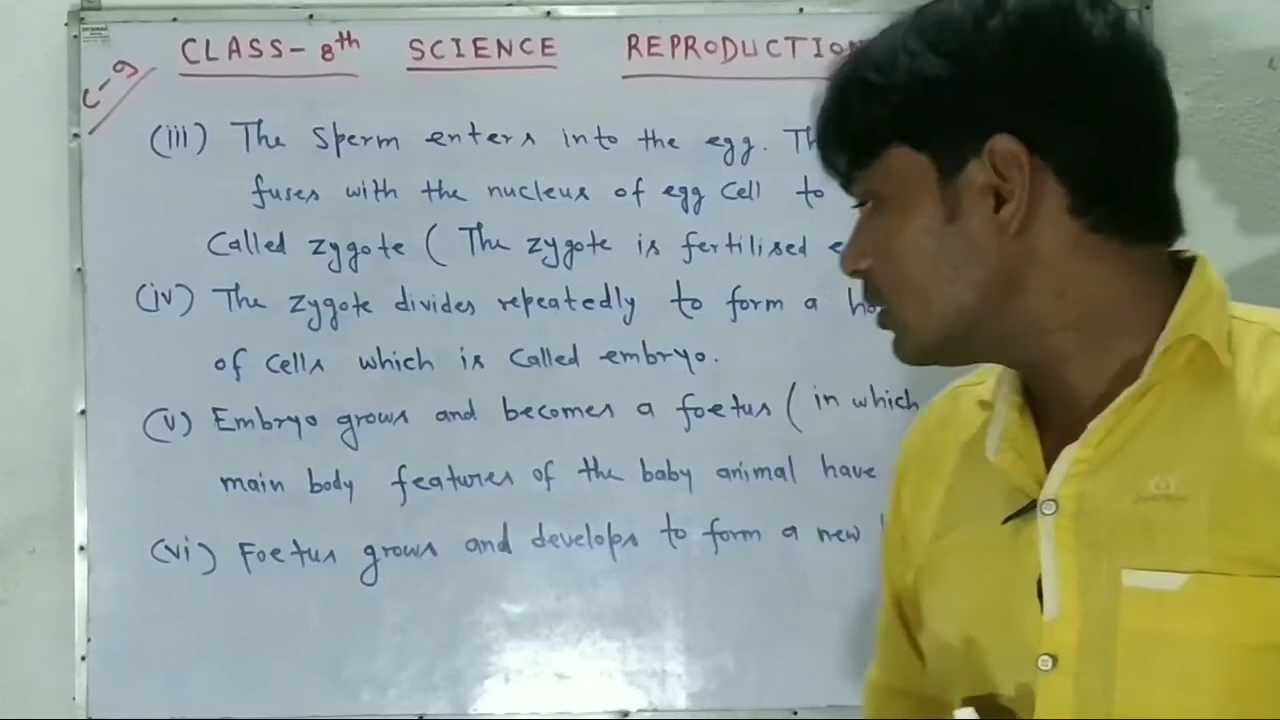 CLASS- 8th SCIENCE REPRODUCTION
C-9
(iii) The Sperm enters into the egg.
fuses with the nucleus of egg cell to
Called zygote ( The zygote is fertilised
(iv) The zygote divides repeatedly to form a
of cells which is called embryo.
(v) Embryo grows and becomes a foetus ( in which
main body features of the baby animal have
(vi) Foetus grows and develops to form a new